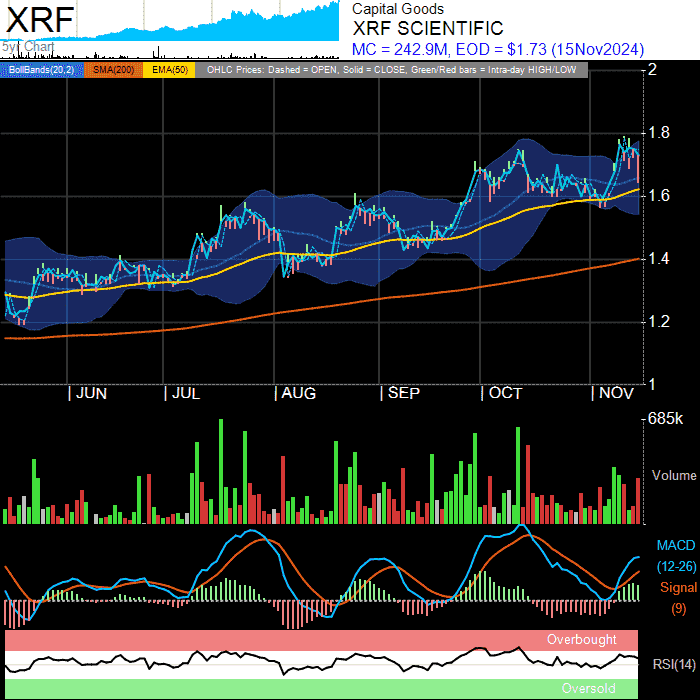 XRF
5yr Chart
Capital Goods
XRF SCIENTIFIC
MC = 242.9M, EOD = $1.73 (15Nov2024)
BollBands(20,2) SMA(200) EMA(50) OHLC Prices: Dashed = OPEN, Solid = CLOSE, Green/Red bars = Intra-day HIGH/LOW
2
1.8
1.6
1.4
1.2
1
JUN JUL AUG SEP OCT NOV
685k
Volume
MACD
(12-26)
Signal
(9)
Overbought
RSI(14)
Oversold